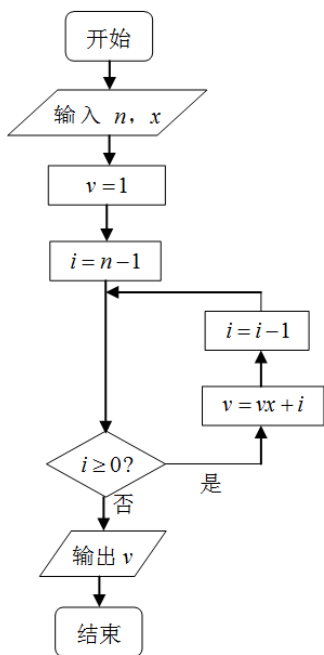 开始
输入 n，x
v=1
i=n-1
i=i-1
v=vx+i
i≥0?
是
否
输出 v
结束